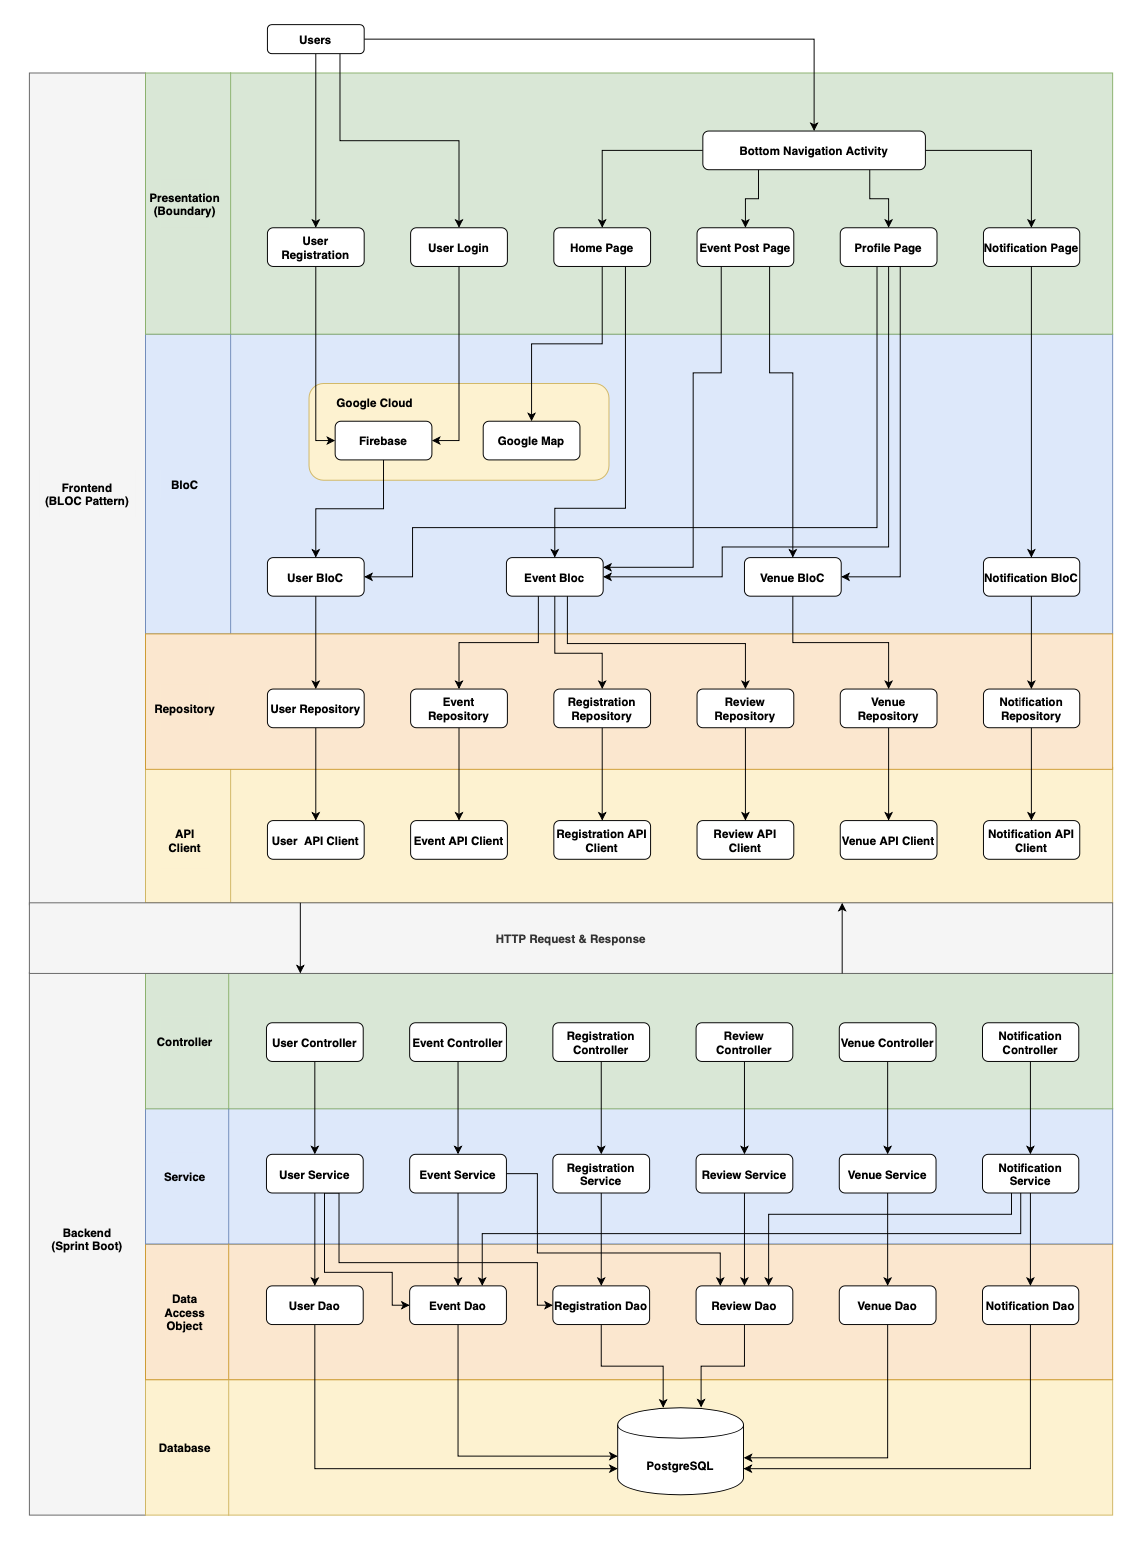 Users
Bottom Navigation Activity
Presentation
(Boundary)
User
Registration
User Login
Home Page
Event Post Page
Profile Page
Notification Page
Google Cloud
Firebase
Google Map
Frontend
(BLOC Pattern)
BloC
User BloC
Event Bloc
Venue BloC
Notification BloC
Repository
User Repository
Event
Repository
Registration
Repository
Review
Repository
Venue
Repository
Notification
Repository
API
Client
User  API Client
Event API Client
Registration API
Client
Review API
Client
Venue API Client
Notification API
Client
HTTP Request & Response
Controller
User Controller
Event Controller
Registration
Controller
Review
Controller
Venue Controller
Notification
Controller
Service
User Service
Event Service
Registration
Service
Review Service
Venue Service
Notification
Service
Backend
(Sprint Boot)
Data
Access
Object
User Dao
Event Dao
Registration Dao
Review Dao
Venue Dao
Notification Dao
Database
PostgreSQL